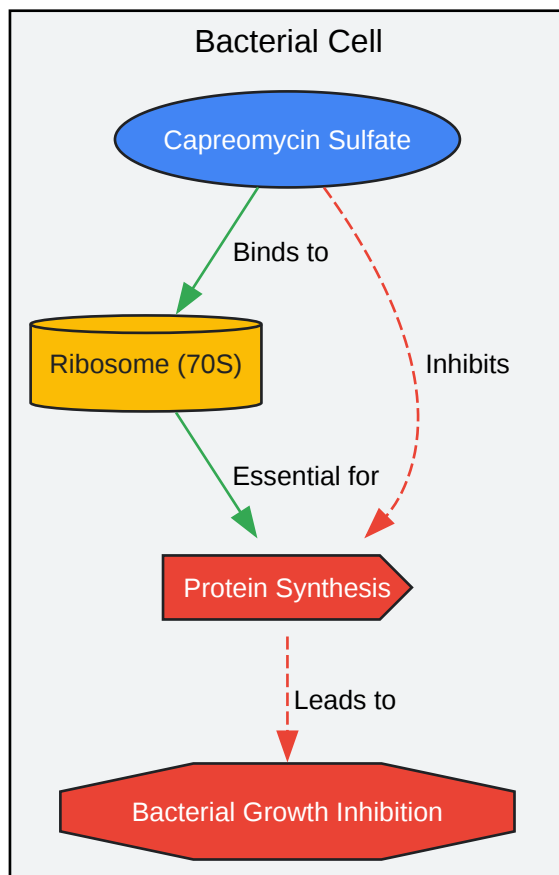 Bacterial Cell
Capreomycin Sulfate
Binds to
Ribosome (70S)
Inhibits
Essential for
Protein Synthesis
Leads to
Bacterial Growth Inhibition